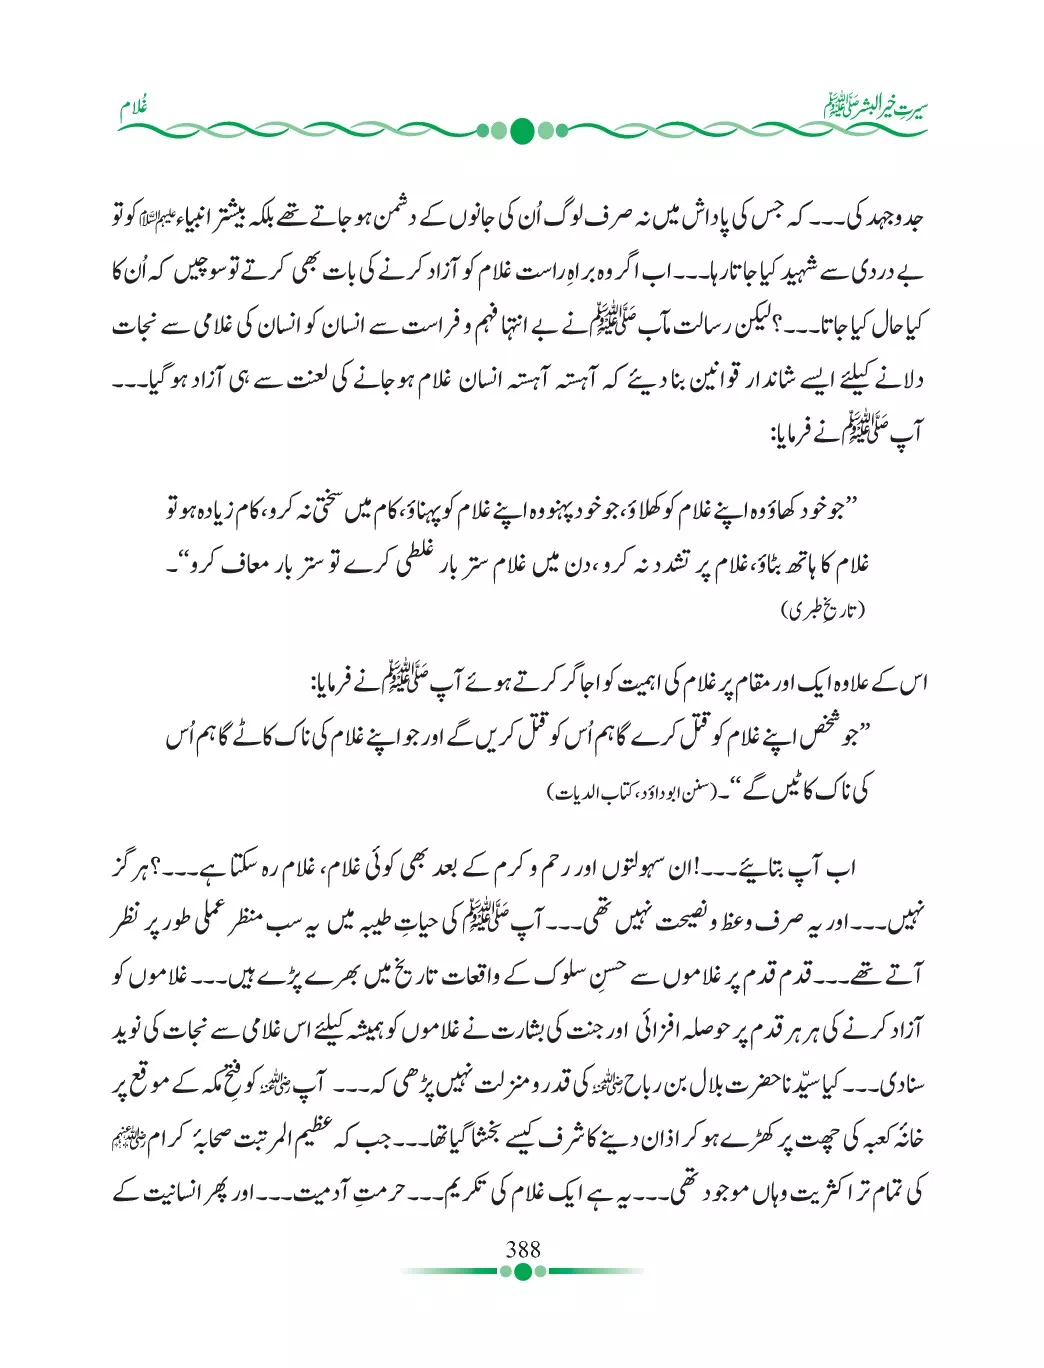 سیرتِ خیر البشر ﷺ
غُلام
جدوجہد کی۔۔۔ کہ جس کی پاداش میں نہ صرف لوگ اُن کی جانوں کے دشمن ہو جاتے تھے بلکہ بیشتر انبیاء علیہم السلام کو تو
بے دردی سے شہید کیا جاتا رہا۔۔۔ اب اگر وہ براہِ راست غلام کو آزاد کرنے کی بات بھی کرتے تو سوچیں کہ اُن کا
کیا حال کیا جاتا۔۔۔؟ لیکن رسالت مآب ﷺ نے بے انتہا فہم و فراست سے انسان کو انسان کی غلامی سے نجات
دلانے کیلئے ایسے شاندار قوانین بنا دیئے کہ آہستہ آہستہ انسان غلام ہو جانے کی لعنت سے ہی آزاد ہو گیا۔۔۔
آپ ﷺ نے فرمایا:
”جو خود کھاؤ وہ اپنے غلام کو کھلاؤ، جو خود پہنو وہ اپنے غلام کو پہناؤ، کام میں سختی نہ کرو، کام زیادہ ہو تو
غلام کا ہاتھ بٹاؤ، غلام پر تشدد نہ کرو، دن میں غلام ستر بار غلطی کرے تو ستر بار معاف کرو“۔
(تاریخِ طبری)
اس کے علاوہ ایک اور مقام پر غلام کی اہمیت کو اجاگر کرتے ہوئے آپ ﷺ نے فرمایا:
”جو شخص اپنے غلام کو قتل کرے گا ہم اُس کو قتل کریں گے اور جو اپنے غلام کی ناک کاٹے گا ہم اُس
کی ناک کاٹیں گے“۔ (سنن ابوداؤد، کتاب الدیات)
اب آپ بتائیے۔۔۔! ان سہولتوں اور رحم و کرم کے بعد بھی کوئی غلام، غلام رہ سکتا ہے۔۔۔؟ ہرگز
نہیں۔۔۔ اور یہ صرف وعظ و نصیحت نہیں تھی۔۔۔ آپ ﷺ کی حیاتِ طیبہ میں یہ سب منظر عملی طور پر نظر
آتے تھے۔۔۔ قدم قدم پر غلاموں سے حسنِ سلوک کے واقعات تاریخ میں بھرے پڑے ہیں۔۔۔ غلاموں کو
آزاد کرنے کی ہر ہر قدم پر حوصلہ افزائی اور جنت کی بشارت نے غلاموں کو ہمیشہ کیلئے اس غلامی سے نجات کی نوید
سنا دی۔۔۔ کیا سیّدنا حضرت بلال بن رباح رضی اللہ عنہ کی قدر و منزلت نہیں پڑھی کہ۔۔۔ آپ رضی اللہ عنہ کو فتحِ مکہ کے موقع پر
خانۂ کعبہ کی چھت پر کھڑے ہو کر اذان دینے کا شرف کیسے بخشا گیا تھا۔۔۔ جب کہ عظیم المرتبت صحابۂ کرام رضی اللہ عنہم
کی تمام تر اکثریت وہاں موجود تھی۔۔۔ یہ ہے ایک غلام کی تکریم۔۔۔ حرمتِ آدمیت۔۔۔ اور پھر انسانیت کے
388